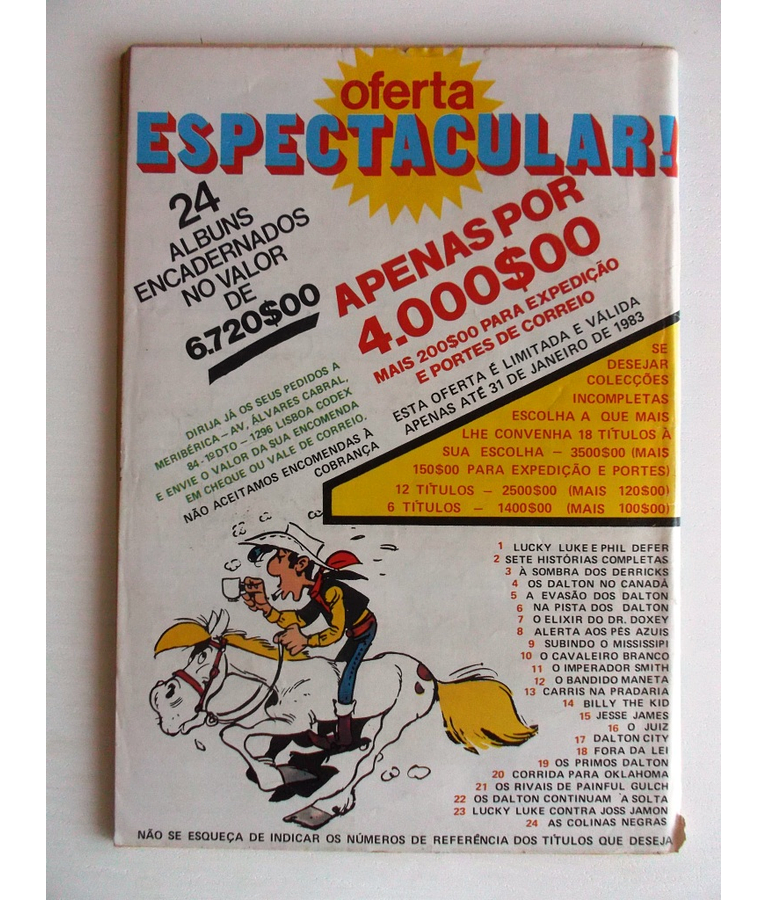 oferta
ESPECTACULAR!
24
ALBUNS
ENCADERNADOS
NO VALOR
DE
6.720$00
APENAS POR
4.000$00
MAIS 200$00 PARA EXPEDIÇÃO
E PORTES DE CORREIO
ESTA OFERTA É LIMITADA E VÁLIDA
APENAS ATÉ 31 DE JANEIRO DE 1983
DIRIJA JÁ OS SEUS PEDIDOS A
MERIBÉRICA – AV, ÁLVARES CABRAL,
84 - 1º DTO – 1296 LISBOA CODEX
E ENVIE O VALOR DA SUA ENCOMENDA
EM CHEQUE OU VALE DE CORREIO.
NÃO ACEITAMOS ENCOMENDAS À
COBRANÇA
SE
DESEJAR
COLECÇÕES
INCOMPLETAS
ESCOLHA A QUE MAIS
LHE CONVENHA 18 TITULOS À
SUA ESCOLHA – 3500$00 (MAIS
150$00 PARA EXPEDIÇÃO E PORTES)
12 TÍTULOS – 2500$00 (MAIS 120$00)
6 TÍTULOS – 1400$00 (MAIS 100$00)
1 LUCKY LUKE E PHIL DEFER
2 SETE HISTÓRIAS COMPLETAS
3 À SOMBRA DOS DERRICKS
4 OS DALTON NO CANADÁ
5 A EVASÃO DOS DALTON
6 NA PISTA DOS DALTON
7 O ELIXIR DO DR. DOXEY
8 ALERTA AOS PÉS AZUIS
9 SUBINDO O MISSISSIPI
10 O CAVALEIRO BRANCO
11 O IMPERADOR SMITH
12 O BANDIDO MANETA
13 CARRIS NA PRADARIA
14 BILLY THE KID
15 JESSE JAMES
16 O JUIZ
17 DALTON CITY
18 FORA DA LEI
19 OS PRIMOS DALTON
20 CORRIDA PARA OKLAHOMA
21 OS RIVAIS DE PAINFUL GULCH
22 OS DALTON CONTINUAM `A SOLTA
23 LUCKY LUKE CONTRA JOSS JAMON
24 AS COLINAS NEGRAS
NÃO SE ESQUEÇA DE INDICAR OS NÚMEROS DE REFERÊNCIA DOS TÍTULOS QUE DESEJA